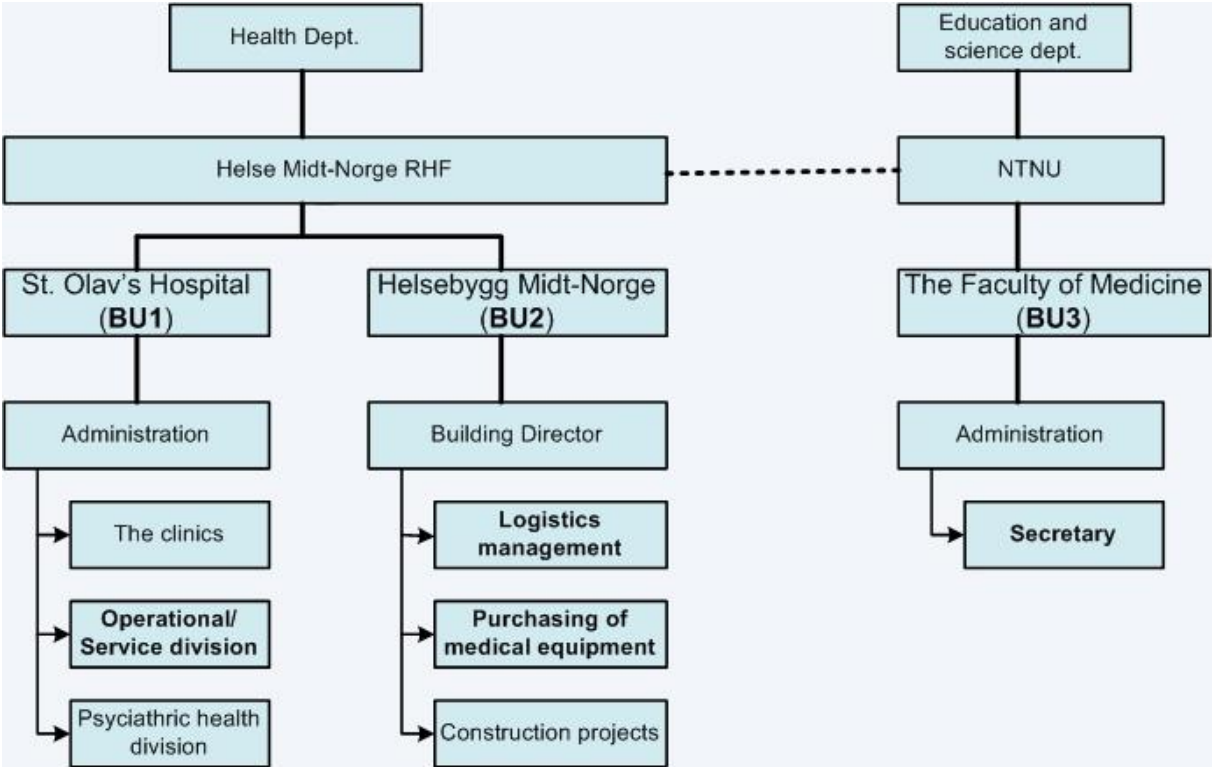 Health Dept.
Education and
science dept.
Helse Midt-Norge RHF
NTNU
St. Olav's Hospital
(BU1)
Helsebygg Midt-Norge
(BU2)
The Faculty of Medicine
(BU3)
Administration
Building Director
Administration
The clinics
Logistics
management
Secretary
Operational/
Service division
Purchasing of
medical equipment
Psyciathric health
division
Construction projects